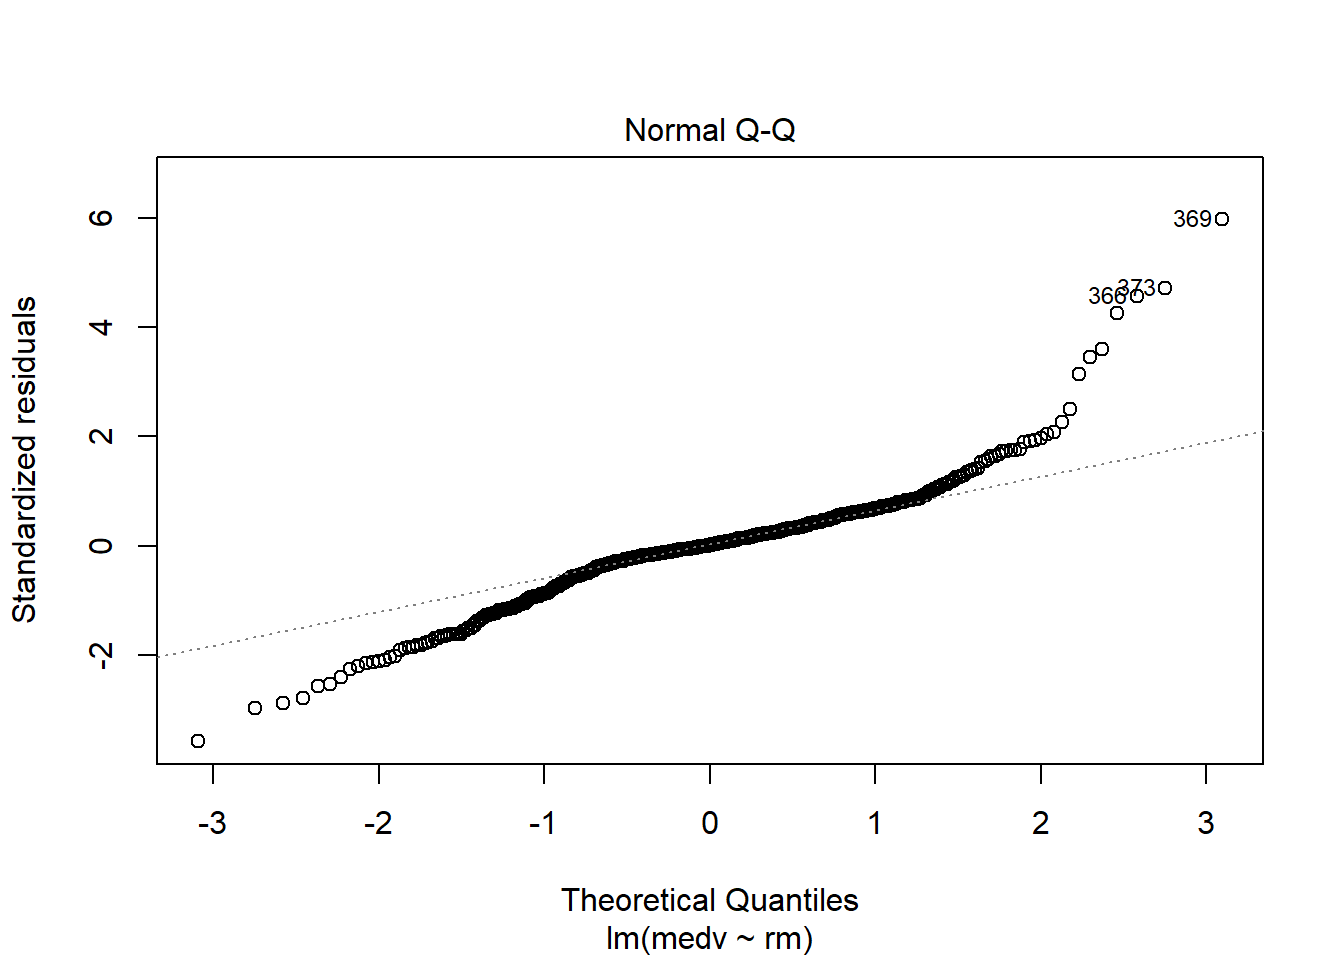 Normal Q-Q
Standardized residuals
6
4
2
0
-2
369
373
366
-3 -2 -1 0 1 2 3
Theoretical Quantiles
lm(medv ~ rm)